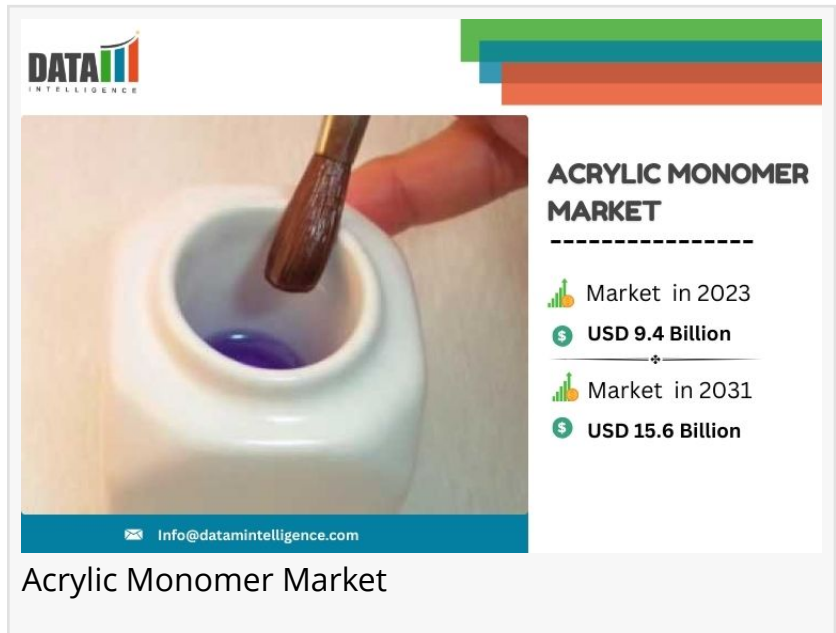 DATAM
INTELLIGENCE
ACRYLIC MONOMER
MARKET
Market in 2023
$ USD 9.4 Billion
Market in 2031
$ USD 15.6 Billion
Info@datamintelligence.com
Acrylic Monomer Market